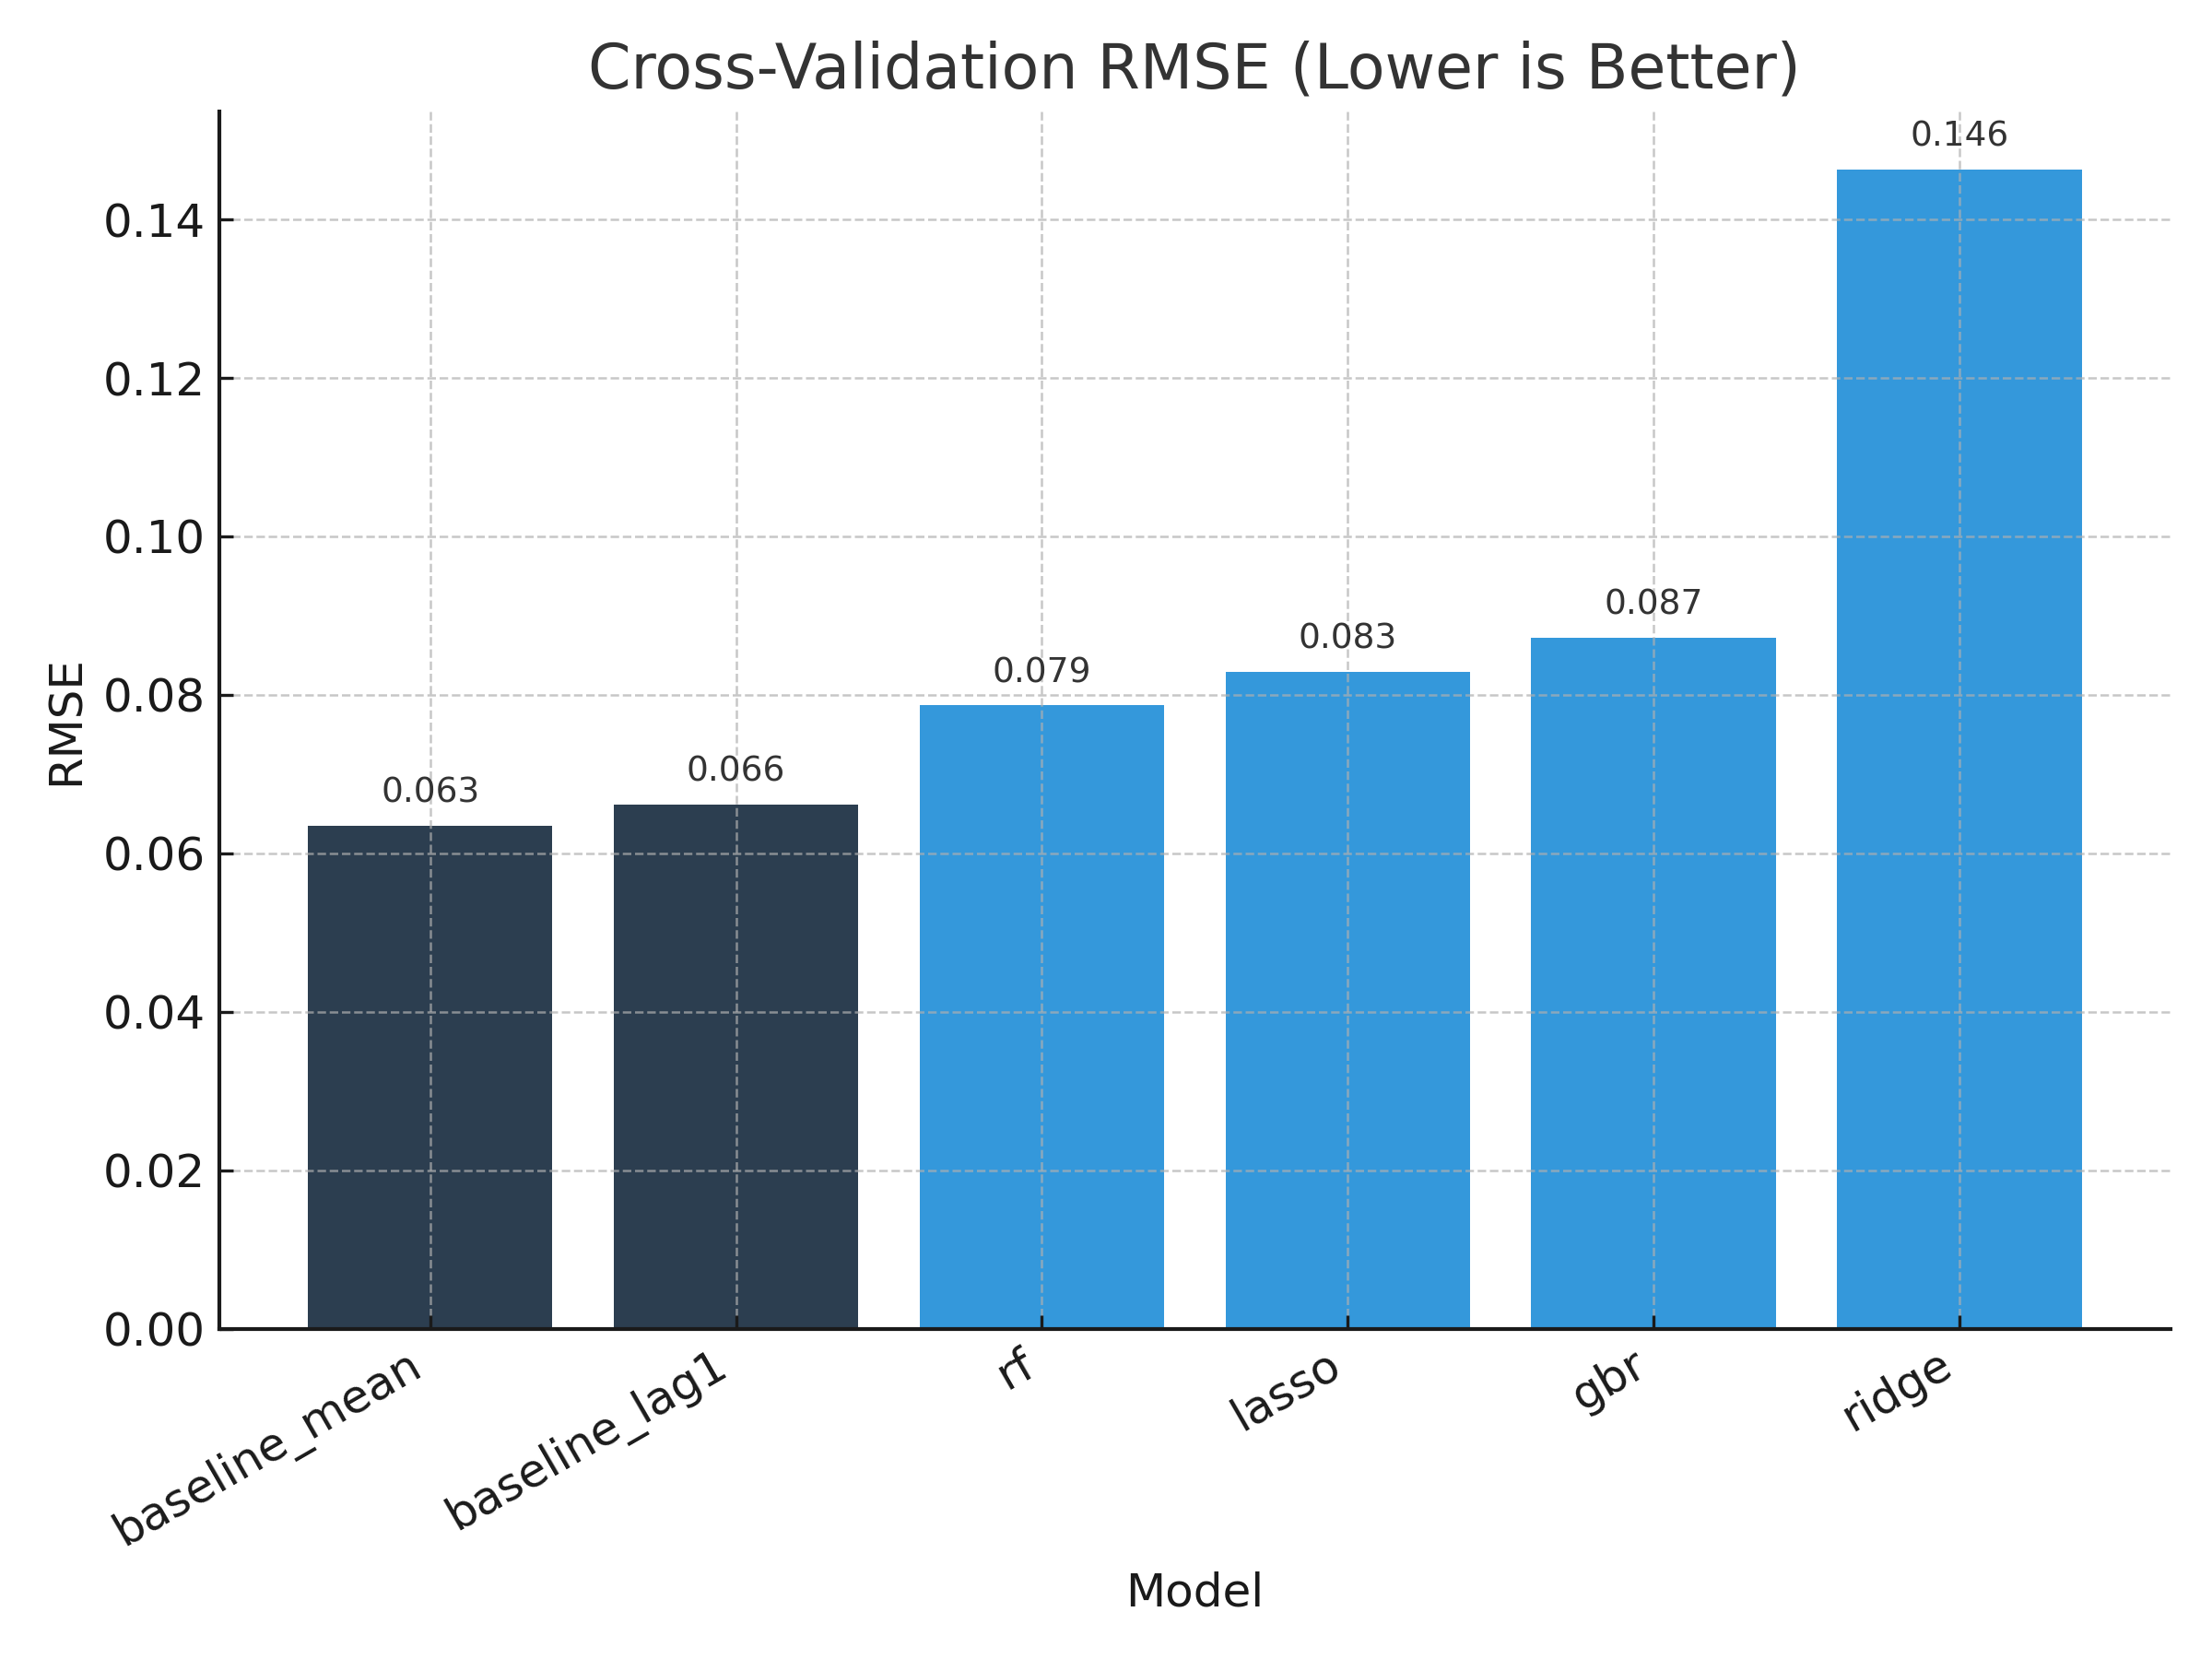 Cross-Validation RMSE (Lower is Better)
0.146
0.14
0.12
0.10
0.087
0.083
0.079
0.08
0.066
0.063
0.06
0.04
0.02
0.00
RMSE
baseline_mean
baseline_lag1
rf
lasso
gbr
ridge
Model